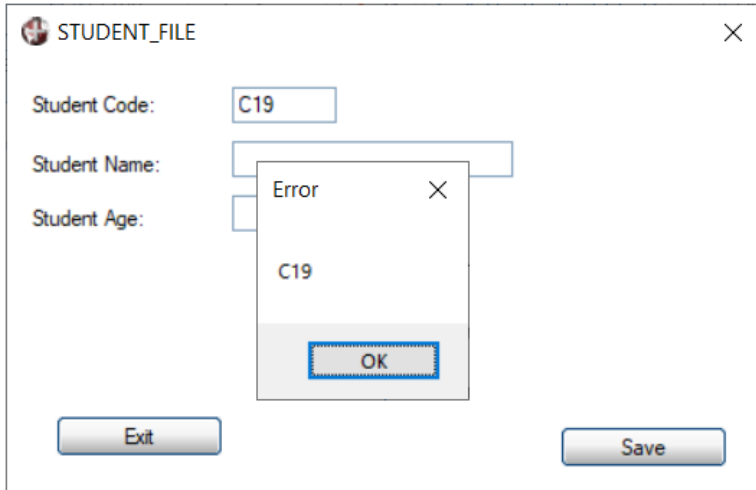 STUDENT_FILE
Student Code: C19
Student Name:
Error
Student Age:
C19
OK
Exit
Save